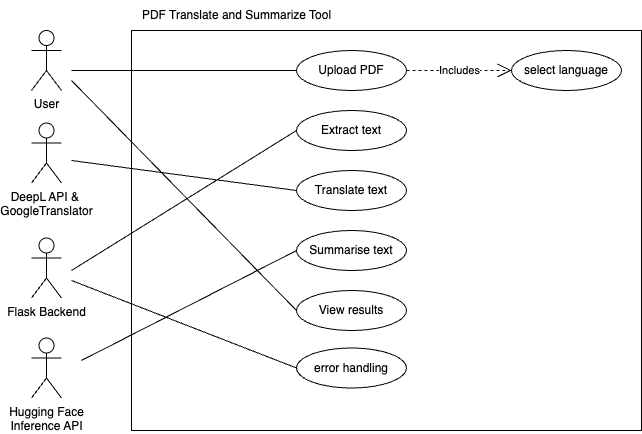 PDF Translate and Summarize Tool
User
Upload PDF
Includes
select language
Extract text
DeepL API &
GoogleTranslator
Translate text
Summarise text
Flask Backend
View results
error handling
Hugging Face
Inference API